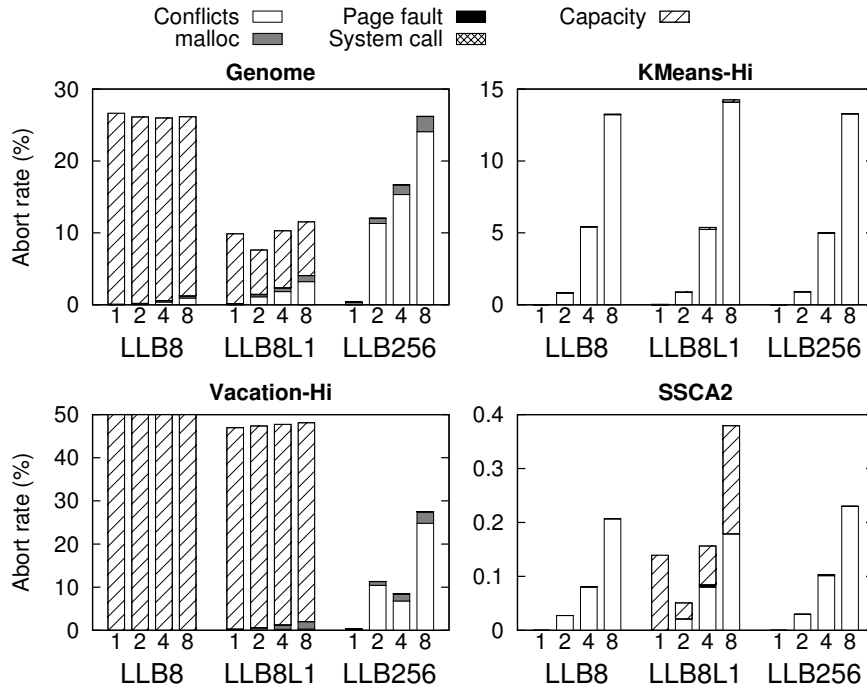 Conflicts Page fault Capacity
malloc System call
Genome
Abort rate (%)
30
20
10
0
1 2 4 8 1 2 4 8 1 2 4 8
LLB8 LLB8L1 LLB256
KMeans-Hi
15
10
5
0
1 2 4 8 1 2 4 8 1 2 4 8
LLB8 LLB8L1 LLB256
Vacation-Hi
Abort rate (%)
50
40
30
20
10
0
1 2 4 8 1 2 4 8 1 2 4 8
LLB8 LLB8L1 LLB256
SSCA2
0.4
0.3
0.2
0.1
0
1 2 4 8 1 2 4 8 1 2 4 8
LLB8 LLB8L1 LLB256